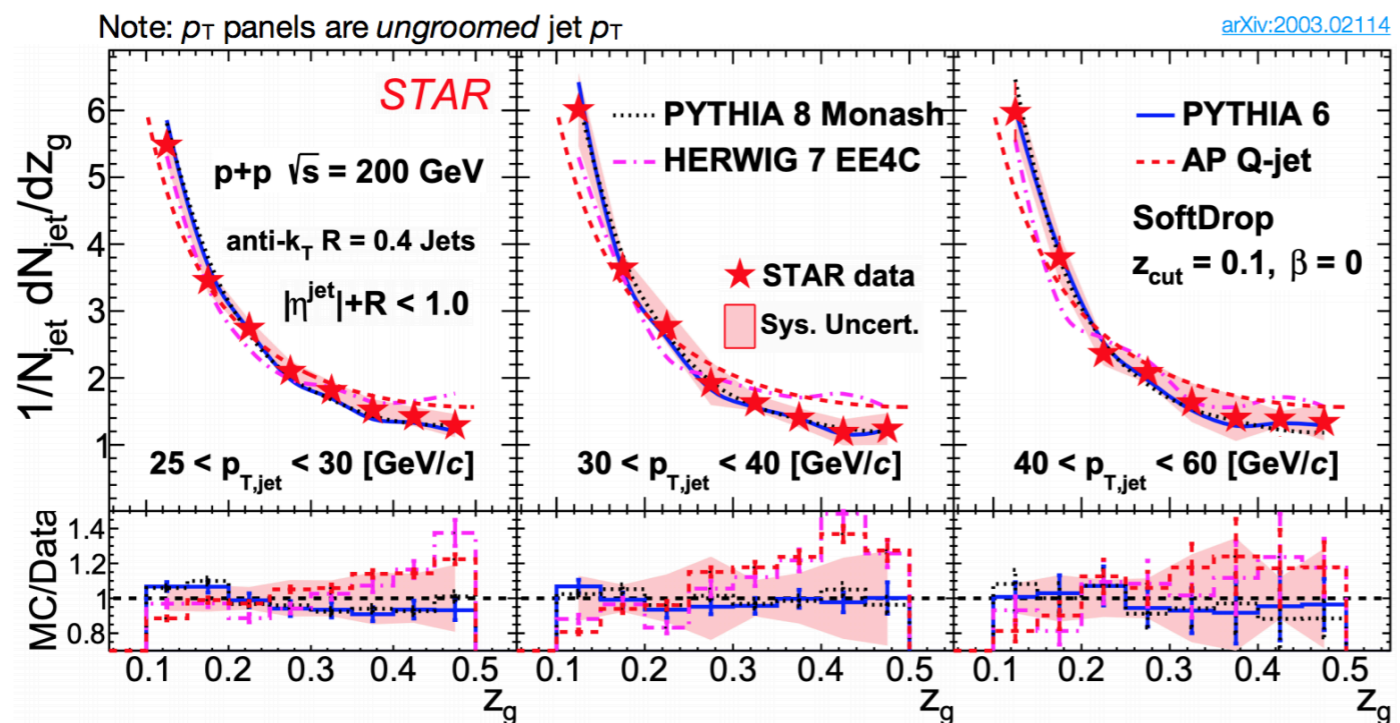 Note: pT panels are ungroomed jet pT
arXiv:2003.02114
1/Njet dNjet/dzg
6
5
4
3
2
1
STAR
p+p √s = 200 GeV
anti-kT R = 0.4 Jets
|ηjet|+R < 1.0
25 < pT,jet < 30 [GeV/c]
PYTHIA 8 Monash
HERWIG 7 EE4C
STAR data
Sys. Uncert.
30 < pT,jet < 40 [GeV/c]
PYTHIA 6
AP Q-jet
SoftDrop
zcut = 0.1, β = 0
40 < pT,jet < 60 [GeV/c]
MC/Data
1.4
1.2
1.0
0.8
0.1 0.2 0.3 0.4 0.5
0.1 0.2 0.3 0.4 0.5
0.1 0.2 0.3 0.4 0.5
zg
zg
zg